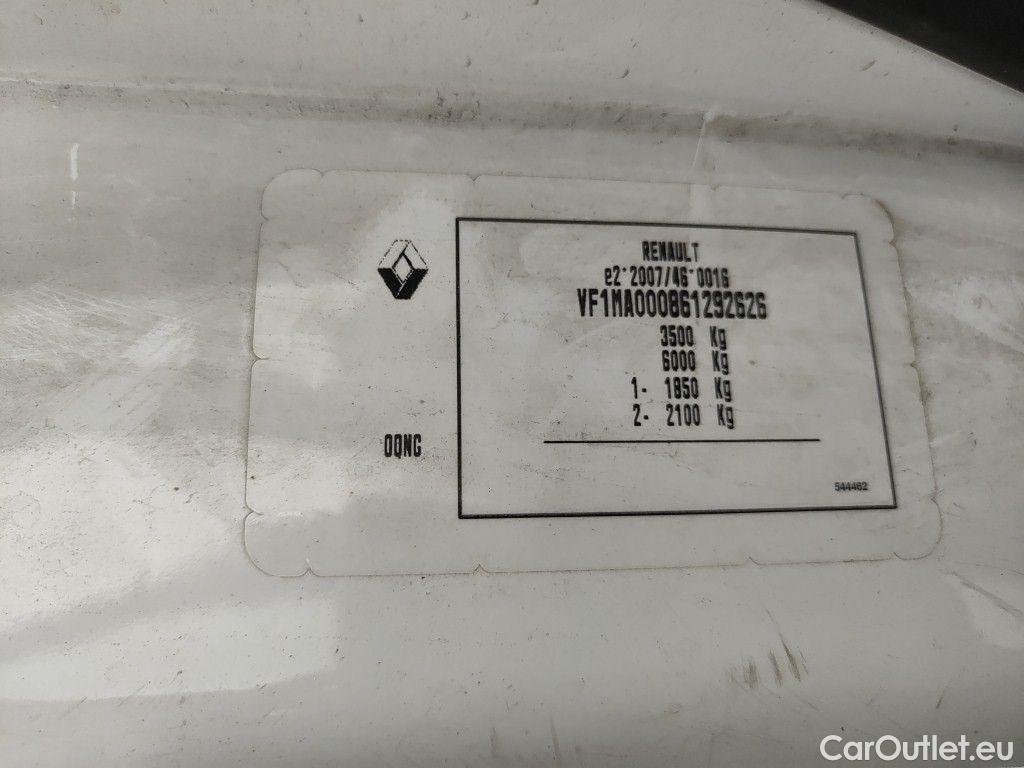 RENAULT
e2*2007/46*0016
VF1MA000861292626
3500 Kg
6000 Kg
1- 1850 Kg
2- 2100 Kg
OQNG
544462
CarOutlet.eu